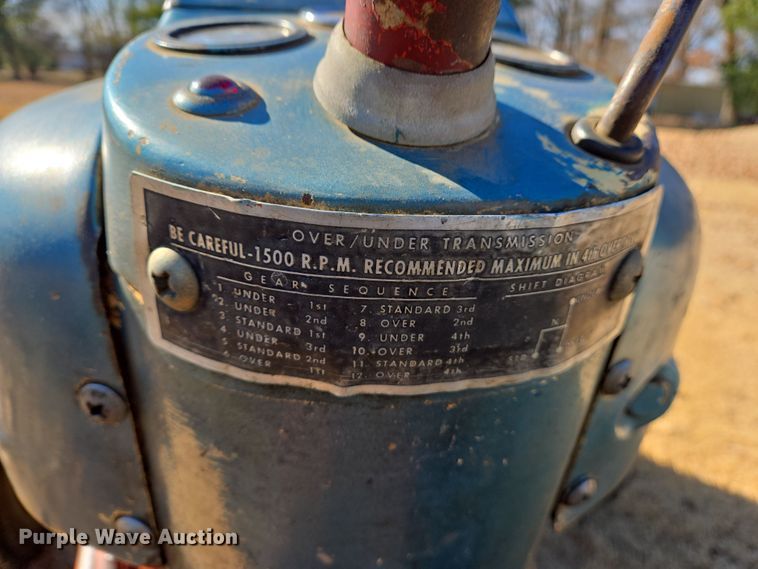 OVER/UNDER TRANSMISSION
BE CAREFUL-1500 R.P.M. RECOMMENDED MAXIMUM IN 4th OVER
GEAR SEQUENCE
SHIFT DIAGRAM
1. UNDER - 1st
2. UNDER 2nd
3. STANDARD 1st
4. UNDER 3rd
5. STANDARD 2nd
6. OVER
7. STANDARD 3rd
8. OVER 2nd
9. UNDER 4th
10. OVER 3rd
11. STANDARD 4th
12. OVER 4th
Purple Wave Auction